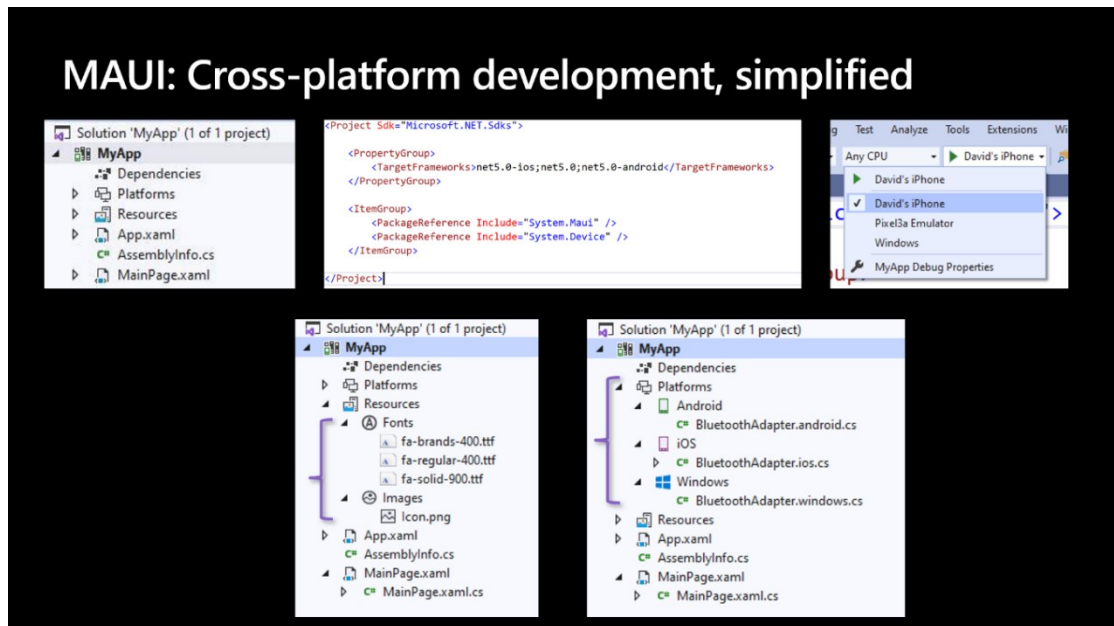 MAUI: Cross-platform development, simplified
Solution 'MyApp' (1 of 1 project)
MyApp
Dependencies
Platforms
Resources
App.xaml
C# AssemblyInfo.cs
MainPage.xaml
<Project Sdk="Microsoft.NET.Sdks">
<PropertyGroup>
<TargetFrameworks>net5.0-ios;net5.0;net5.0-android</TargetFrameworks>
</PropertyGroup>
<ItemGroup>
<PackageReference Include="System.Maui" />
<PackageReference Include="System.Device" />
</ItemGroup>
</Project>
g Test Analyze Tools Extensions Wi
Any CPU David's iPhone
David's iPhone
David's iPhone
Pixel3a Emulator
Windows
MyApp Debug Properties
Solution 'MyApp' (1 of 1 project)
MyApp
Dependencies
Platforms
Resources
Fonts
fa-brands-400.ttf
fa-regular-400.ttf
fa-solid-900.ttf
Images
Icon.png
App.xaml
C# AssemblyInfo.cs
MainPage.xaml
C# MainPage.xaml.cs
Solution 'MyApp' (1 of 1 project)
MyApp
Dependencies
Platforms
Android
C# BluetoothAdapter.android.cs
iOS
C# BluetoothAdapter.ios.cs
Windows
C# BluetoothAdapter.windows.cs
Resources
App.xaml
C# AssemblyInfo.cs
MainPage.xaml
C# MainPage.xaml.cs